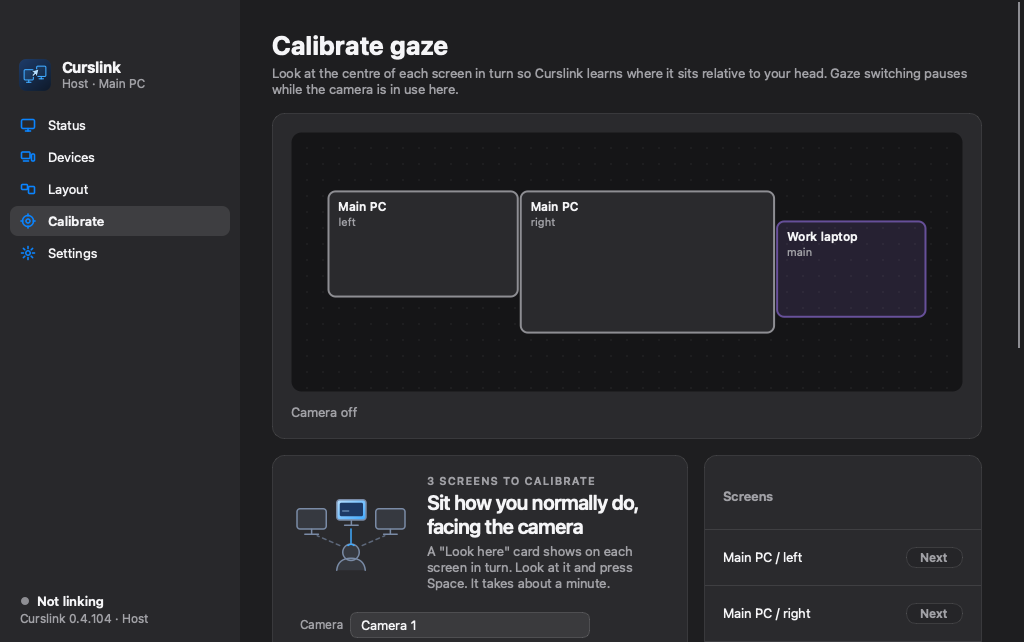 Curslink
Host · Main PC
Status
Devices
Layout
Calibrate
Settings
Not linking
Curslink 0.4.104 · Host
Calibrate gaze
Look at the centre of each screen in turn so Curslink learns where it sits relative to your head. Gaze switching pauses
while the camera is in use here.
Main PC
left
Main PC
right
Work laptop
main
Camera off
3 SCREENS TO CALIBRATE
Sit how you normally do,
facing the camera
A "Look here" card shows on each
screen in turn. Look at it and press
Space. It takes about a minute.
Camera Camera 1
Screens
Main PC / left Next
Main PC / right Next